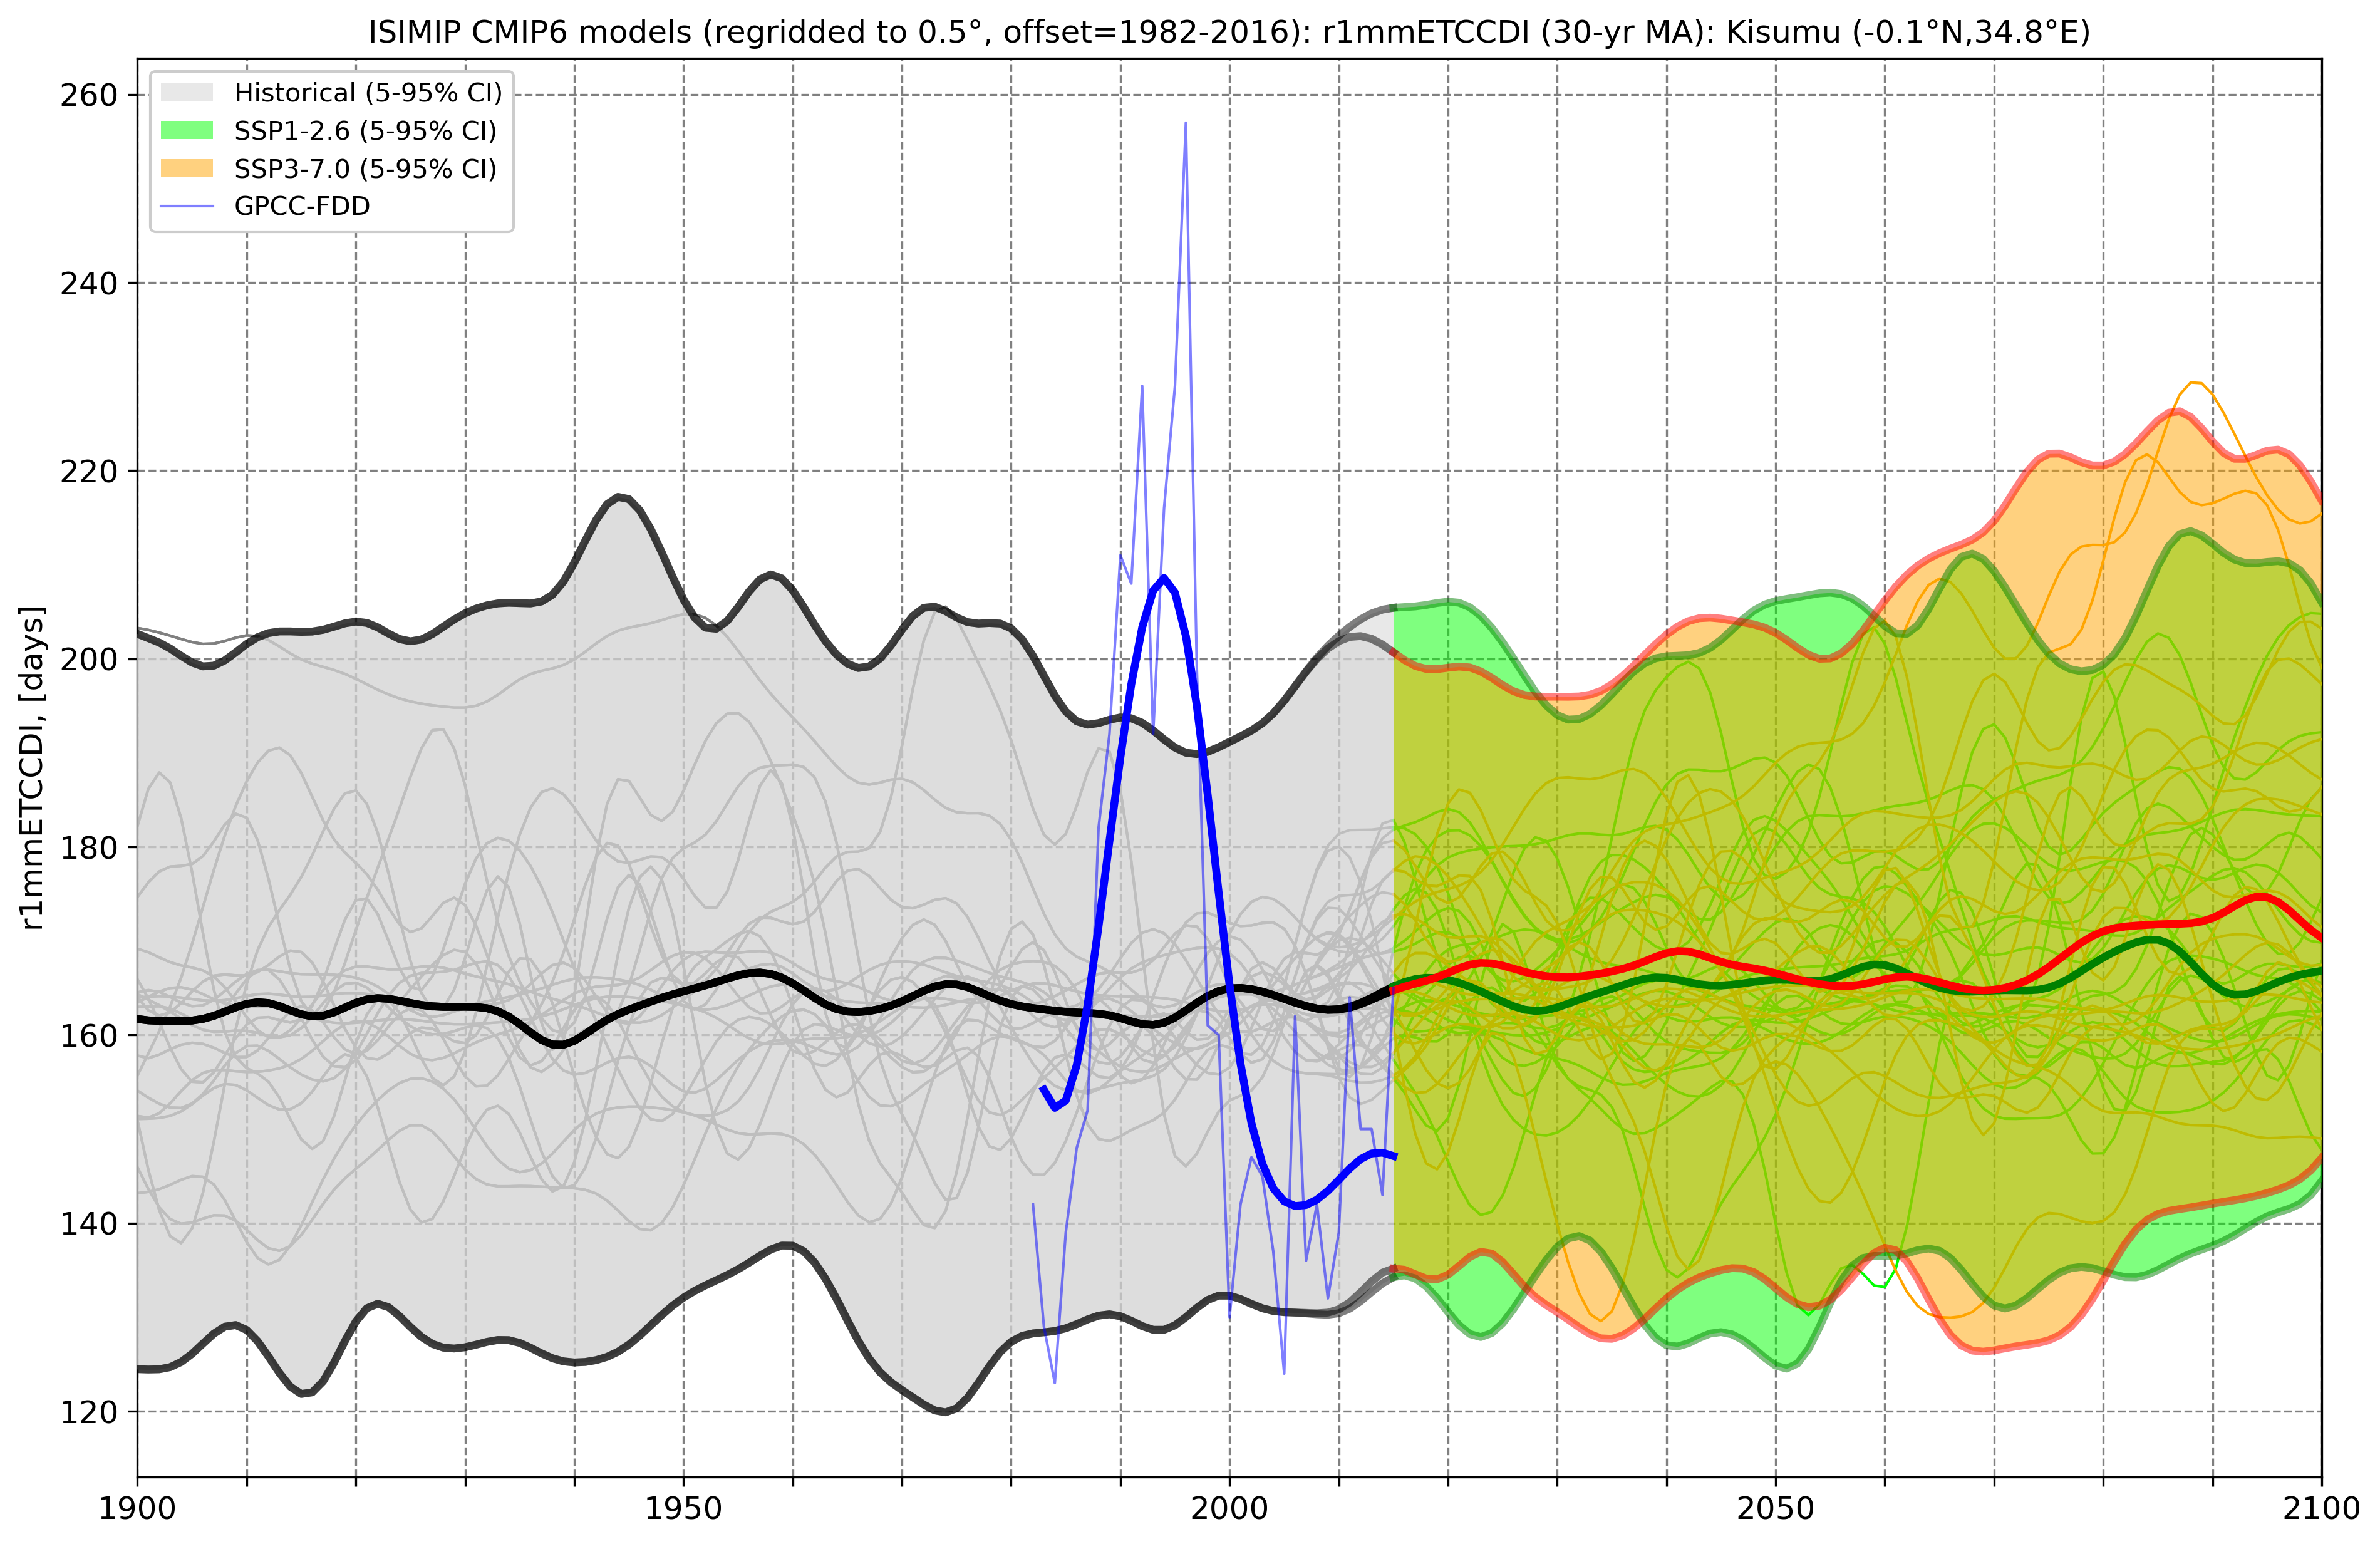 ISIMIP CMIP6 models (regridded to 0.5°, offset=1982-2016): r1mmETCCDI (30-yr MA): Kisumu (-0.1°N,34.8°E)
Historical (5-95% CI)
SSP1-2.6 (5-95% CI)
SSP3-7.0 (5-95% CI)
GPCC-FDD
r1mmETCCDI, [days]
260
240
220
200
180
160
140
120
1900 1950 2000 2050 2100